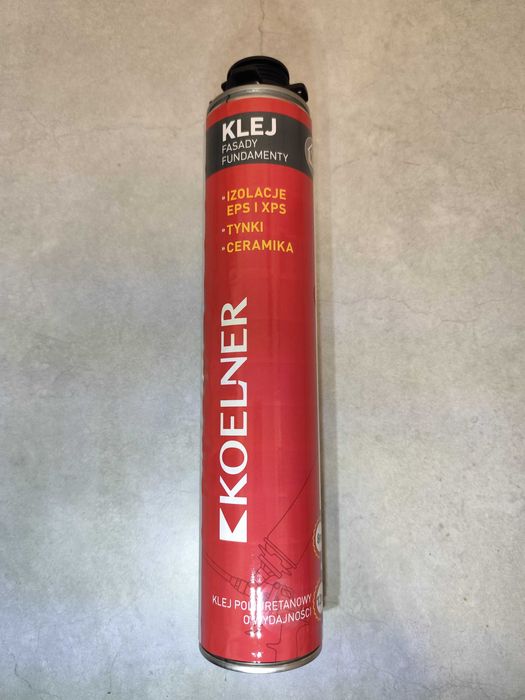 KLEJ
FASADY
FUNDAMENTY
IZOLACJE
EPS I XPS
TYNKI
CERAMIKA
KOELNER
KLEJ POLIURETANOWY
O WYDAJNOŚCI